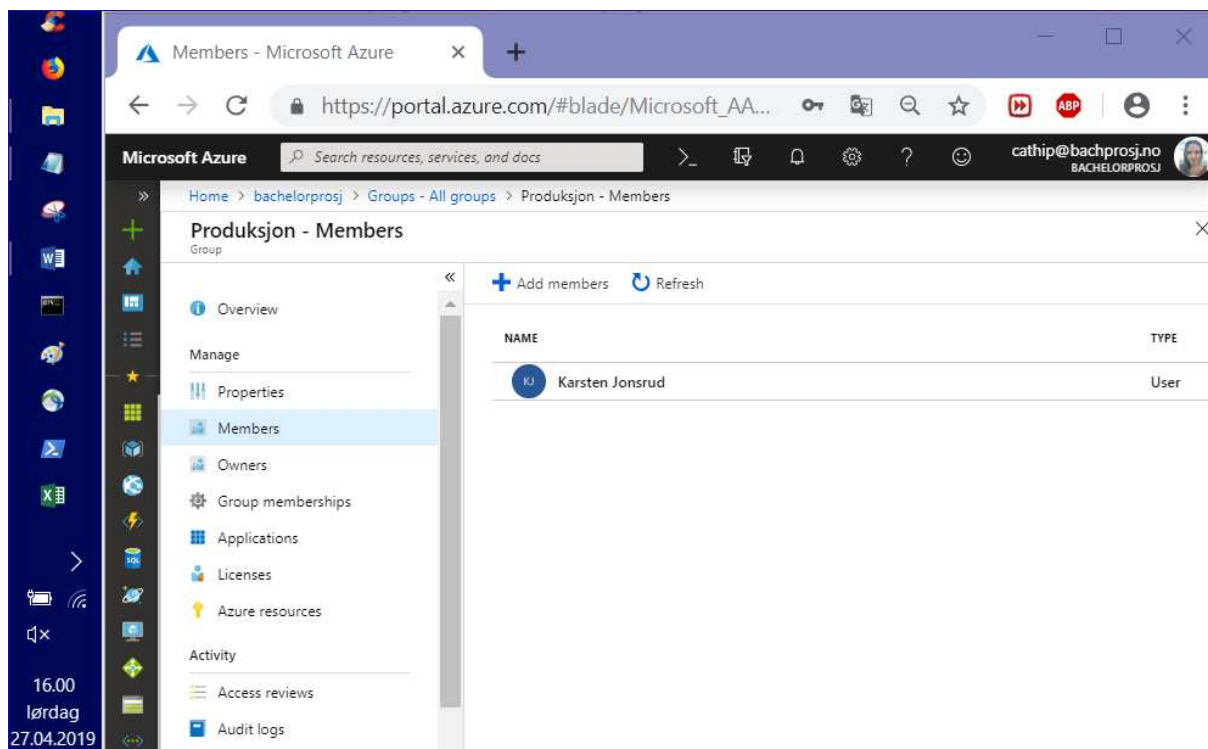 Members - Microsoft Azure
https://portal.azure.com/#blade/Microsoft_AA...
ABP
Microsoft Azure
Search resources, services, and docs
cathip@bachprosj.no
BACHELORPROSJ
Home > bachelorprosj > Groups - All groups > Produksjon - Members
Produksjon - Members
Group
Add members
Refresh
Overview
Manage
Properties
Members
Owners
Group memberships
Applications
Licenses
Azure resources
Activity
Access reviews
Audit logs
NAME
TYPE
KJ
Karsten Jonsrud
User
SQL
16.00
lørdag
27.04.2019